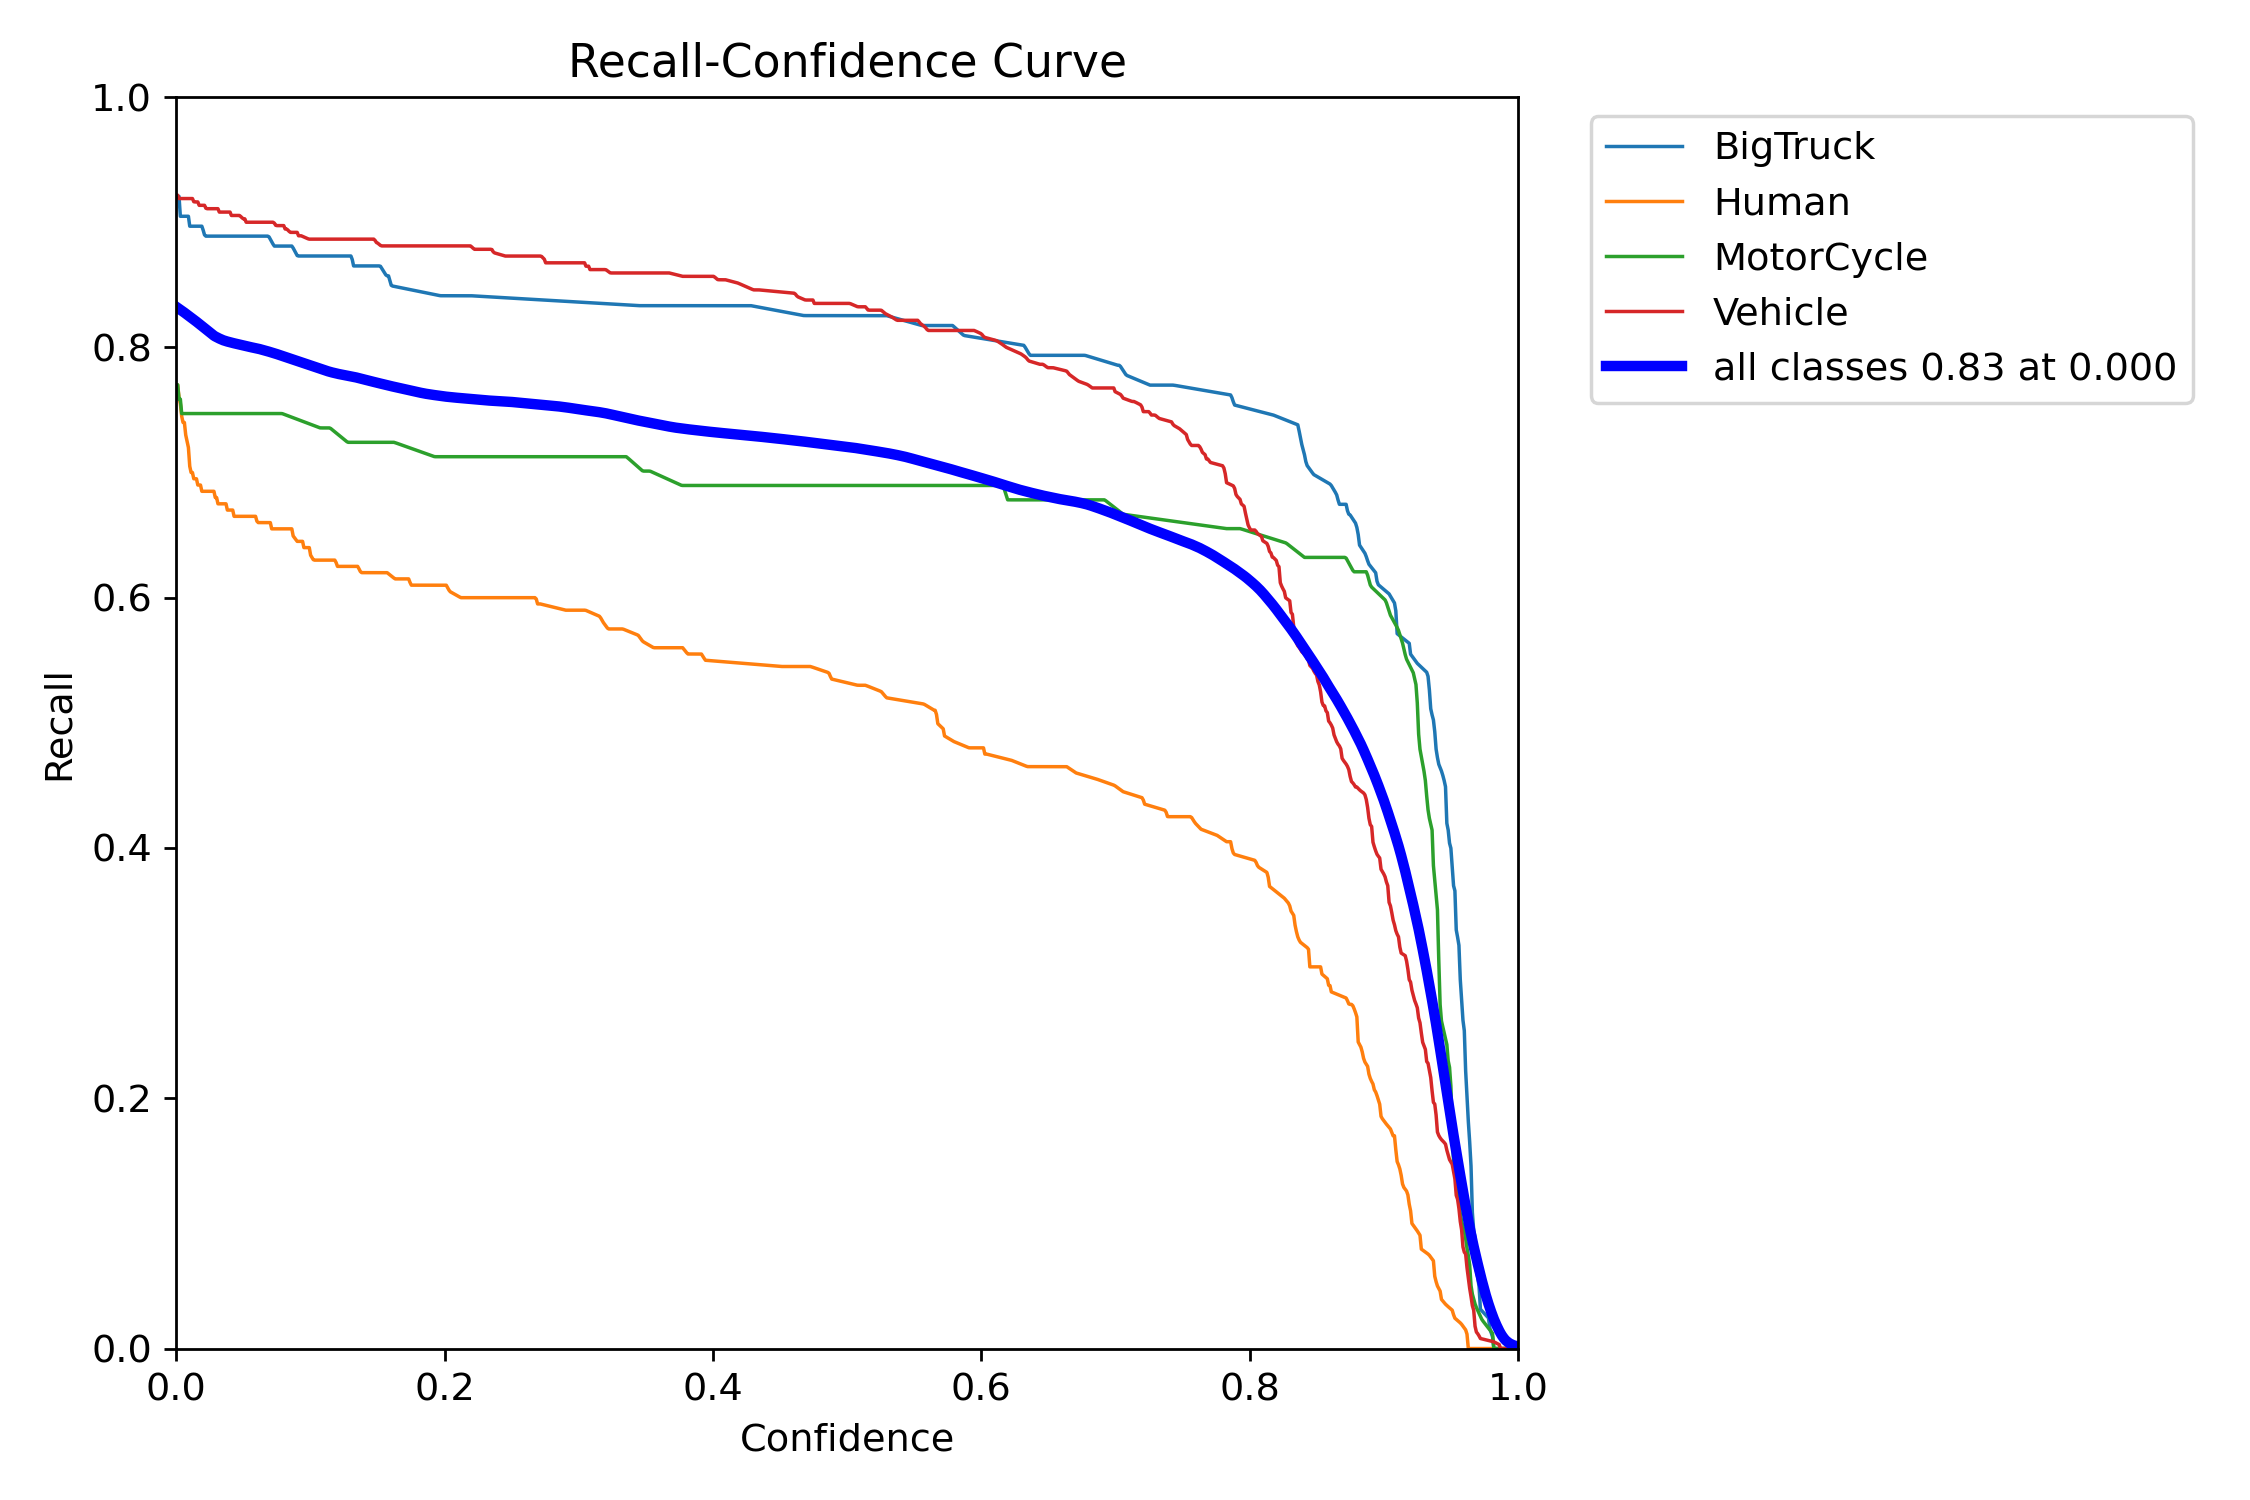 Recall-Confidence Curve
1.0
0.8
0.6
0.4
0.2
0.0
Recall
0.0 0.2 0.4 0.6 0.8 1.0
Confidence
BigTruck
Human
MotorCycle
Vehicle
all classes 0.83 at 0.000